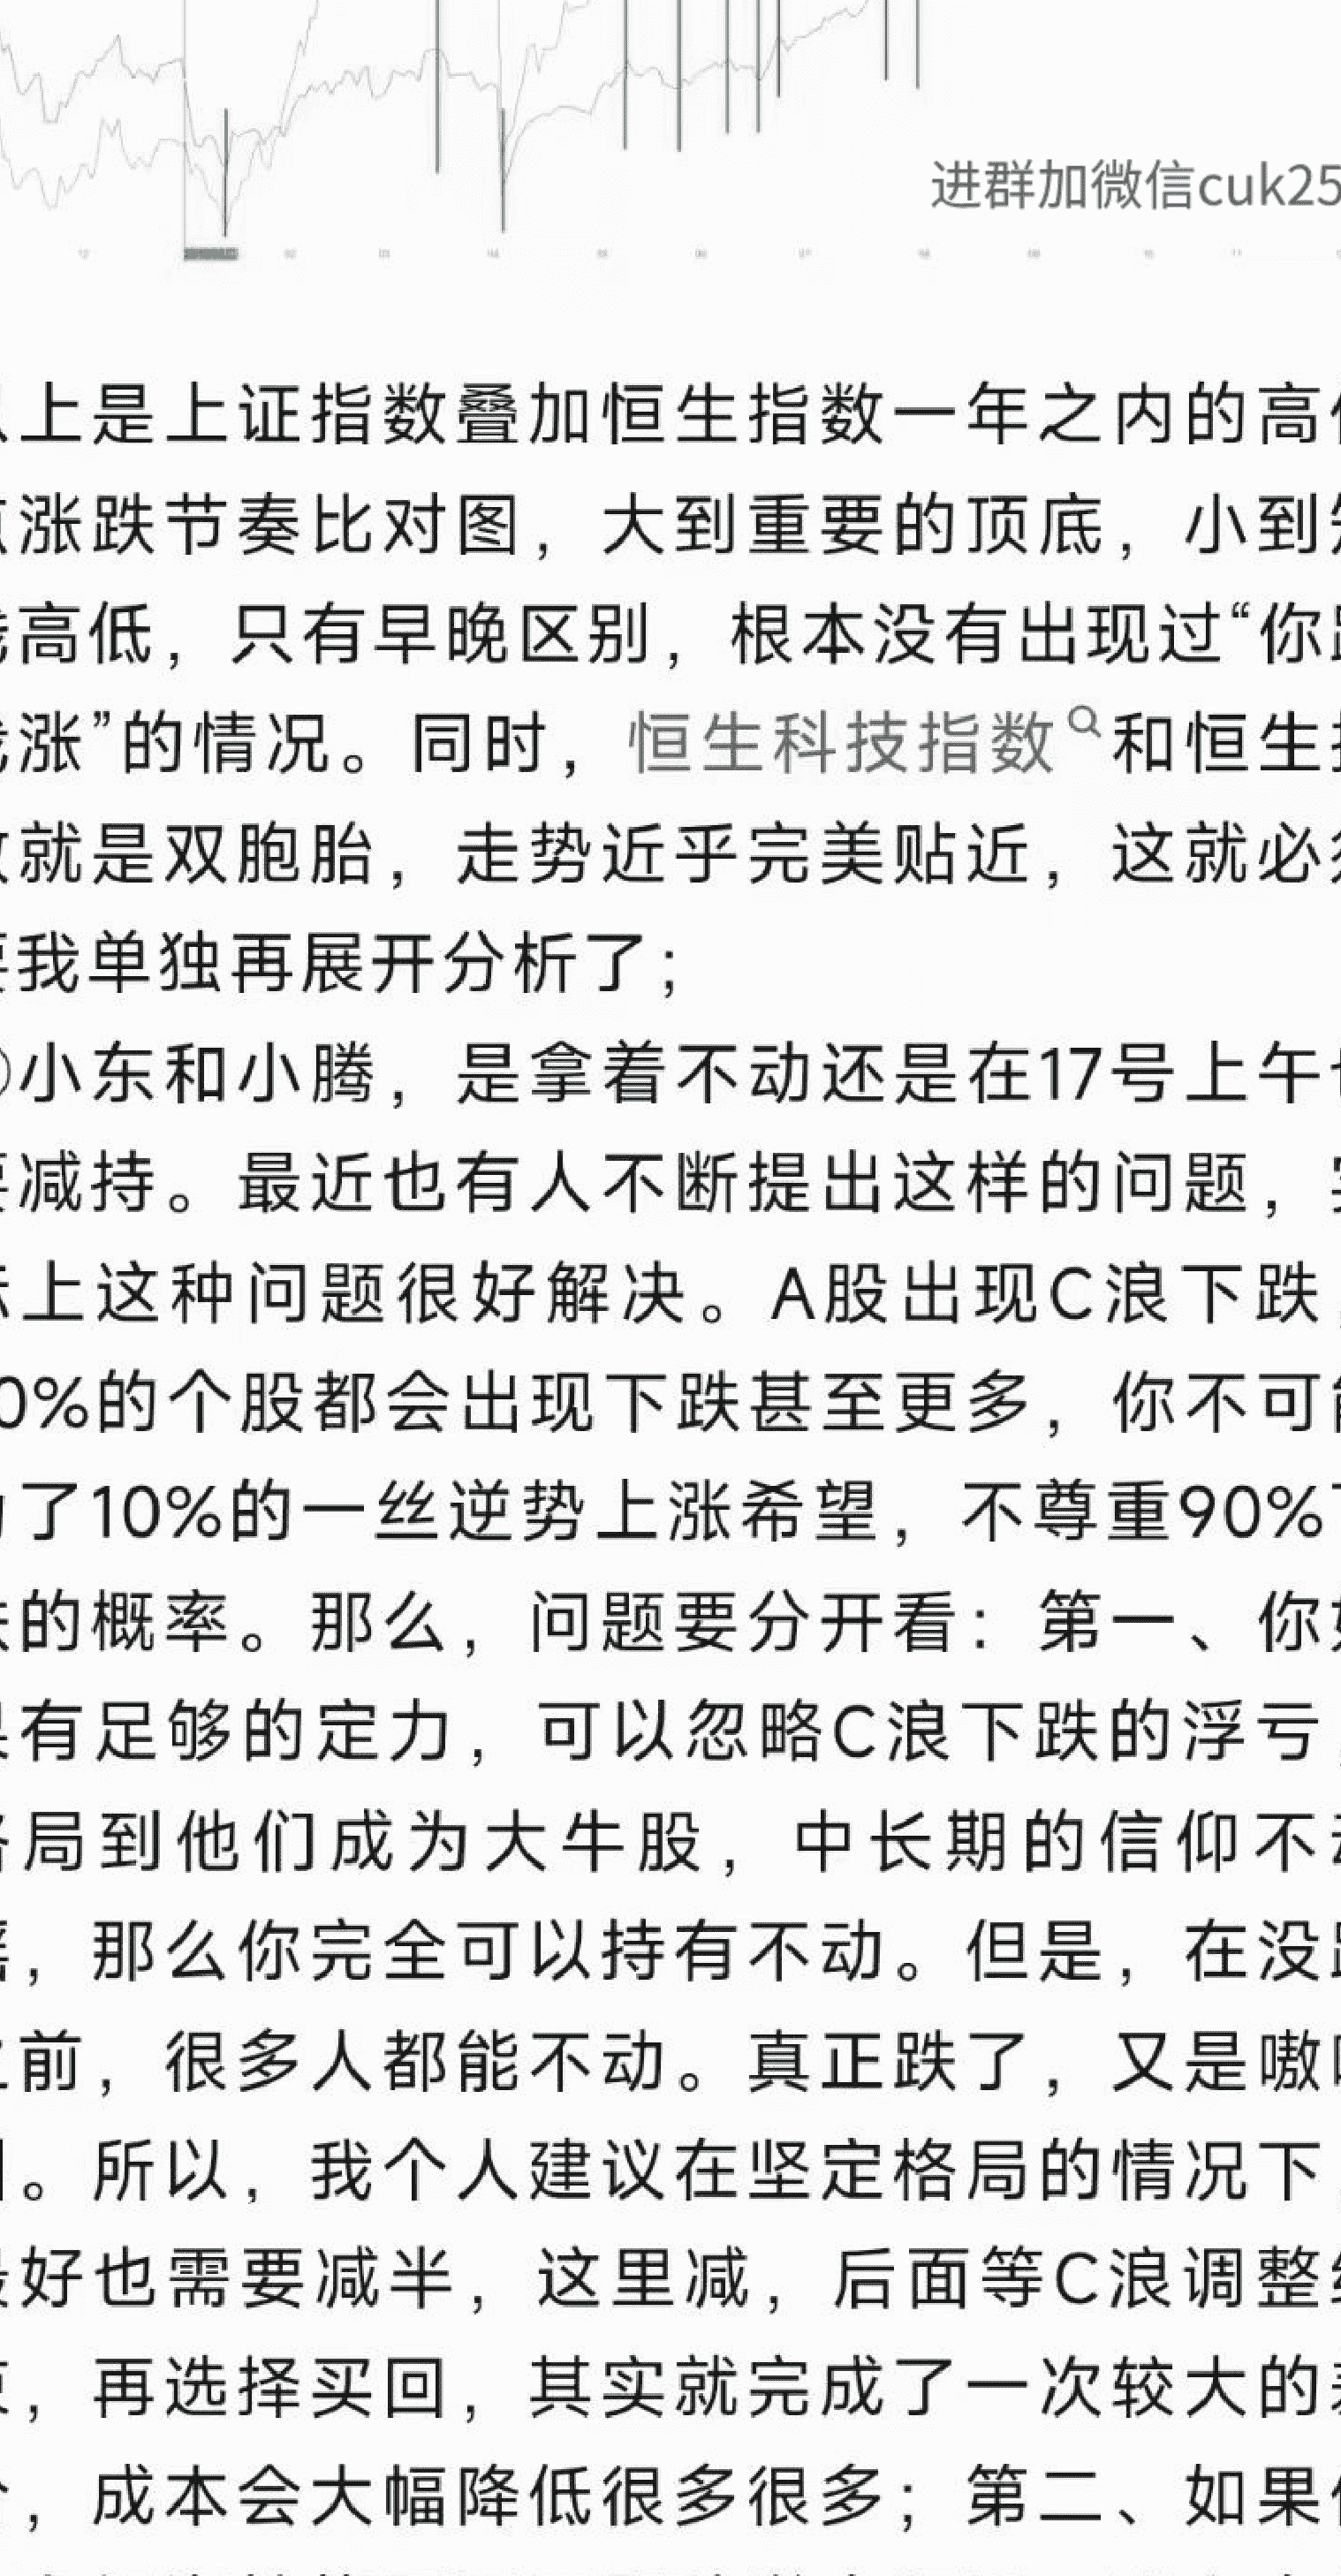 进群加微信cuk25
上是上证指数叠加恒生指数一年之内的高
涨跌节奏比对图，大到重要的顶底，小到
高低，只有早晚区别，根本没有出现过“你
涨”的情况。同时，恒生科技指数和恒生
就是双胞胎，走势近乎完美贴近，这就必
我单独再展开分析了；
小东和小腾，是拿着不动还是在17号上午
减持。最近也有人不断提出这样的问题，
上这种问题很好解决。A股出现C浪下跌，
0%的个股都会出现下跌甚至更多，你不可
了10%的一丝逆势上涨希望，不尊重90%
的概率。那么，问题要分开看：第一、你
有足够的定力，可以忽略C浪下跌的浮亏，
局到他们成为大牛股，中长期的信仰不
，那么你完全可以持有不动。但是，在没
前，很多人都能不动。真正跌了，又是嗷
。所以，我个人建议在坚定格局的情况下，
好也需要减半，这里减，后面等C浪调整
，再选择买回，其实就完成了一次较大的
，成本会大幅降低很多很多；第二、如果